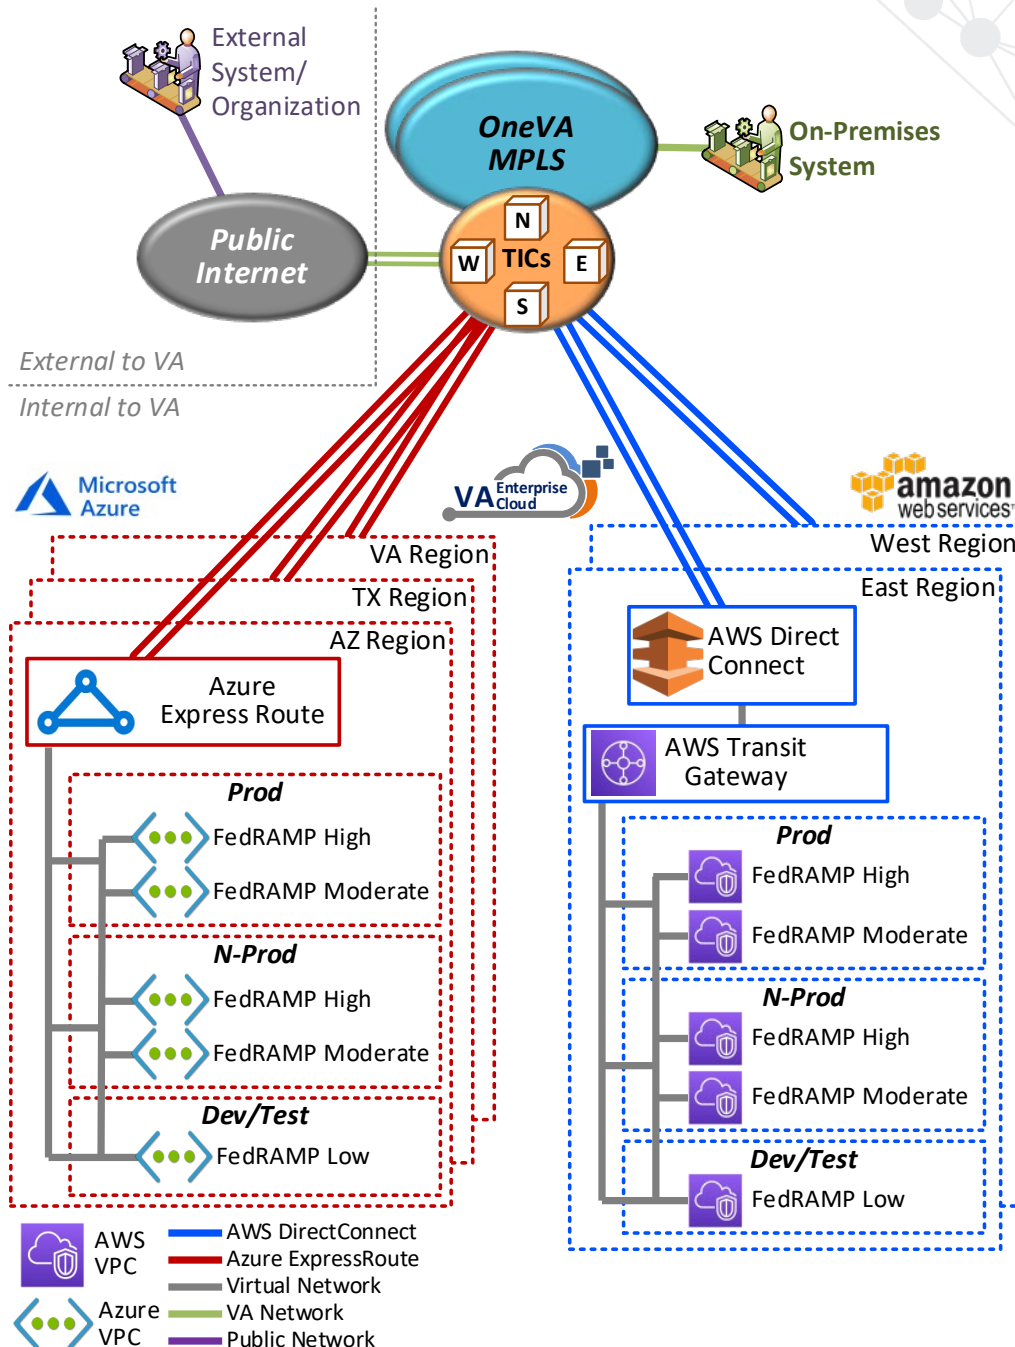 External
System/
Organization
OneVA
MPLS
On-Premises
System
Public
Internet
N
W
TICs
E
S
External to VA
Internal to VA
Microsoft
Azure
VA Enterprise
Cloud
amazon
web services™
VA Region
TX Region
AZ Region
West Region
East Region
Azure
Express Route
AWS Direct
Connect
AWS Transit
Gateway
Prod
FedRAMP High
FedRAMP Moderate
N-Prod
FedRAMP High
FedRAMP Moderate
Dev/Test
FedRAMP Low
Prod
FedRAMP High
FedRAMP Moderate
N-Prod
FedRAMP High
FedRAMP Moderate
Dev/Test
FedRAMP Low
AWS
VPC
Azure
VPC
AWS DirectConnect
Azure ExpressRoute
Virtual Network
VA Network
Public Network